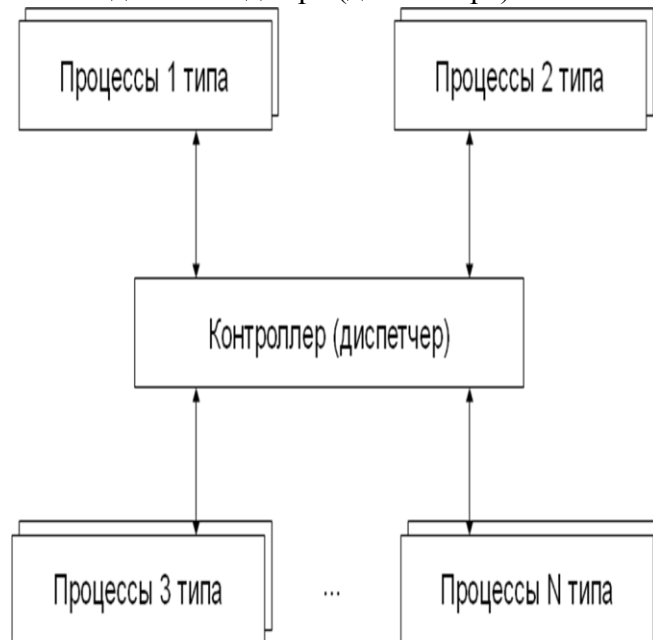 Процессы 1 типа
Процессы 2 типа
Контроллер (диспетчер)
Процессы 3 типа
...
Процессы N типа